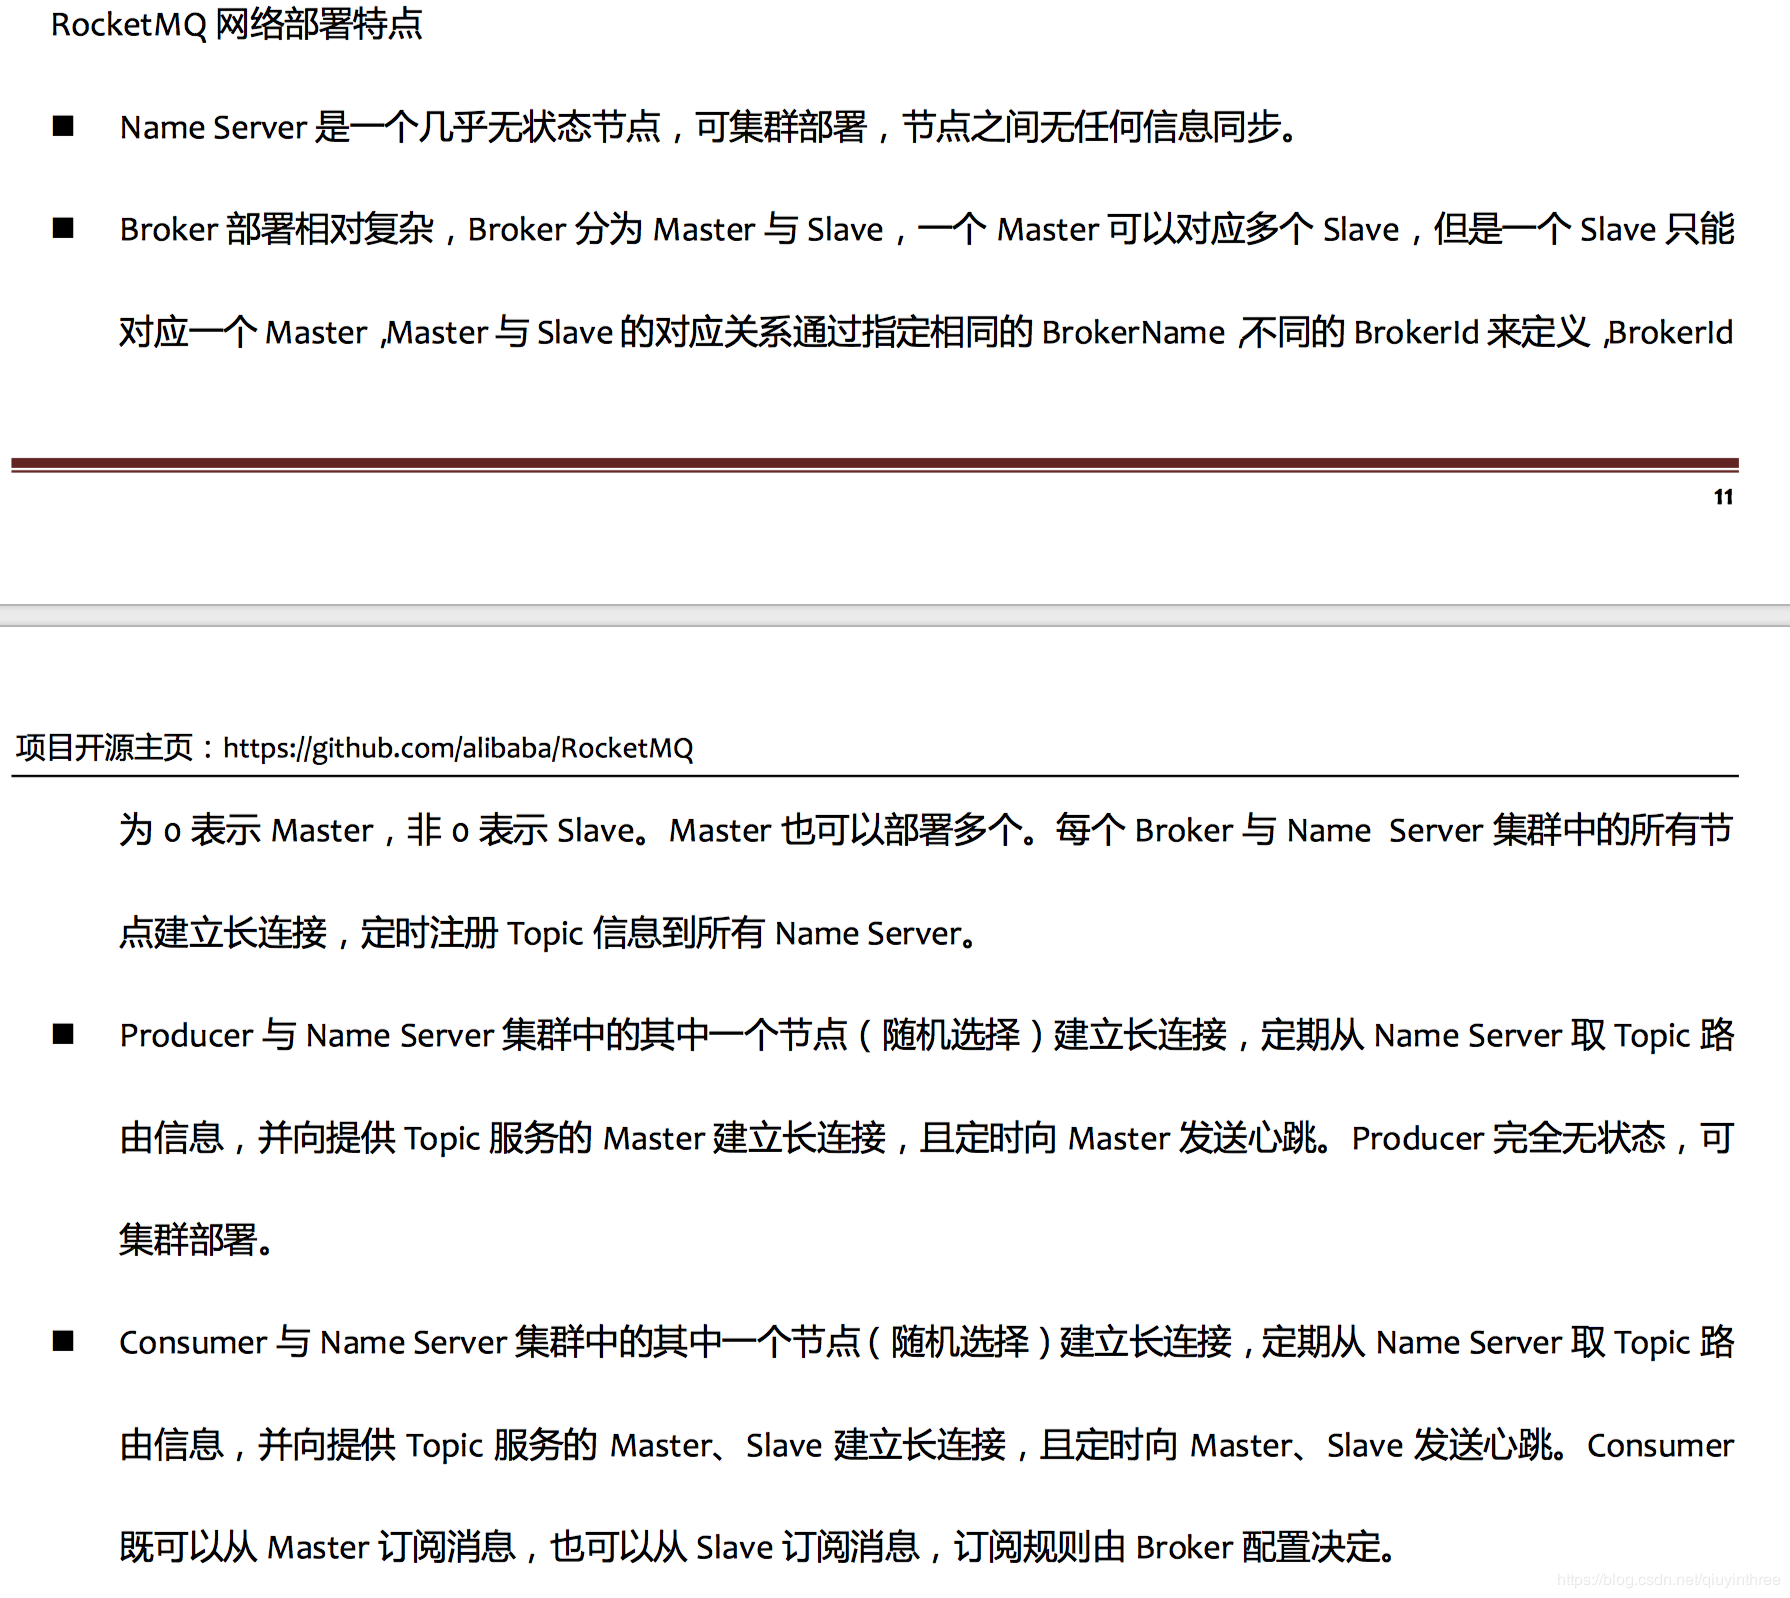 RocketMQ 网络部署特点
■ Name Server 是一个几乎无状态节点，可集群部署，节点之间无任何信息同步。
■ Broker 部署相对复杂，Broker 分为 Master 与 Slave，一个 Master 可以对应多个 Slave，但是一个 Slave 只能
对应一个 Master，Master 与 Slave 的对应关系通过指定相同的 BrokerName，不同的 BrokerId 来定义，BrokerId
11
项目开源主页：https://github.com/alibaba/RocketMQ
为 0 表示 Master，非 0 表示 Slave。Master 也可以部署多个。每个 Broker 与 Name Server 集群中的所有节
点建立长连接，定时注册 Topic 信息到所有 Name Server。
■ Producer 与 Name Server 集群中的其中一个节点（随机选择）建立长连接，定期从 Name Server 取 Topic 路
由信息，并向提供 Topic 服务的 Master 建立长连接，且定时向 Master 发送心跳。Producer 完全无状态，可
集群部署。
■ Consumer 与 Name Server 集群中的其中一个节点（随机选择）建立长连接，定期从 Name Server 取 Topic 路
由信息，并向提供 Topic 服务的 Master、Slave 建立长连接，且定时向 Master、Slave 发送心跳。Consumer
既可以从 Master 订阅消息，也可以从 Slave 订阅消息，订阅规则由 Broker 配置决定。
https://blog.csdn.net/qiuyinthree